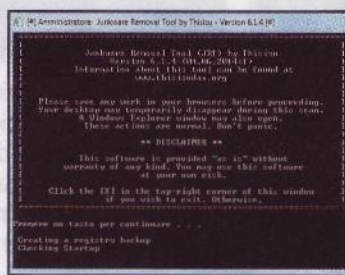 [#] Amministratore: Junkware Removal Tool by Thisisu - Version 6.1.4 [#]
Junkware Removal Tool (JRT) by Thisisu
Version 6.1.4 (04.06.2014:1)
Information about this tool can be found at
www.thisisudax.org
Please save any work in your browsers before proceeding.
Your desktop may temporarily disappear during this scan.
A Windows Explorer window may also open.
These actions are normal. Don't panic.
** DISCLAIMER **
This software is provided "as is" without
warranty of any kind. You may use this software
at your own risk.
Click the [X] in the top-right corner of this window
if you wish to exit. Otherwise,
Premere un tasto per continuare . . .
Creating a registry backup
Checking Startup